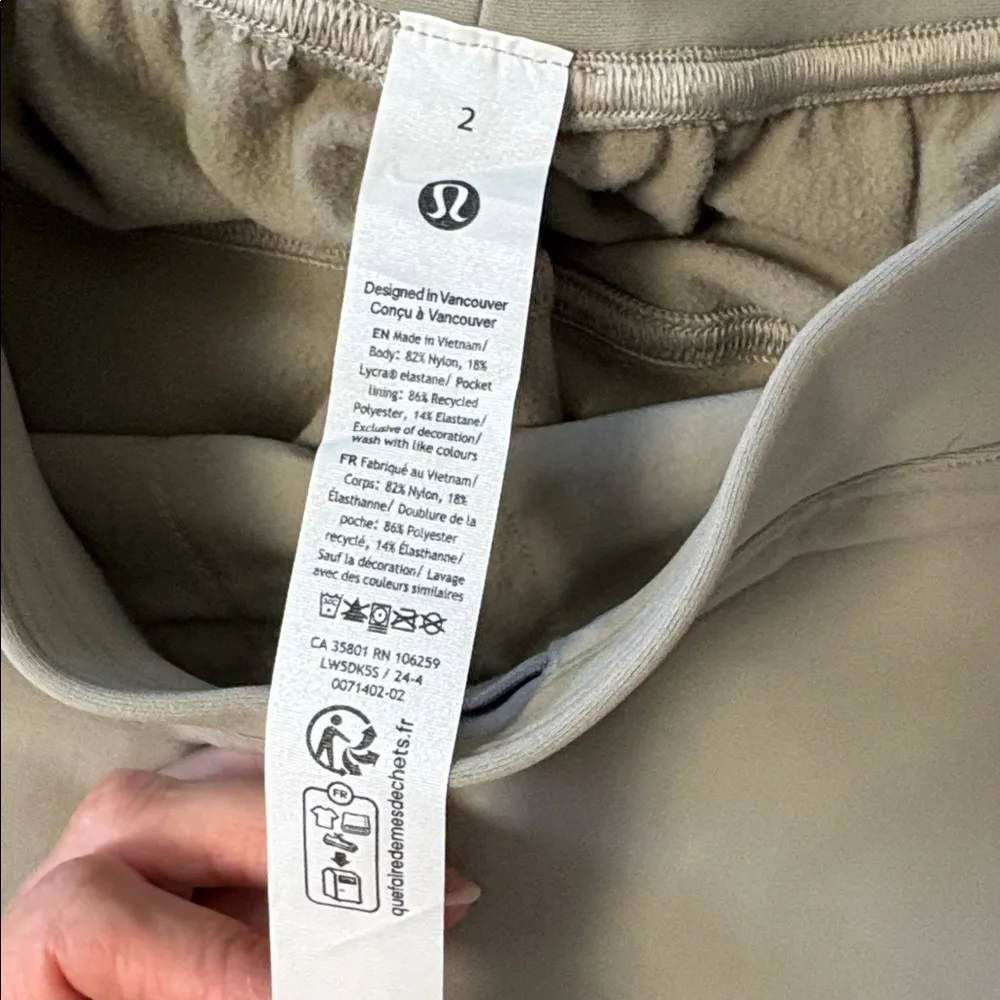 2
Designed in Vancouver
Conçu à Vancouver
EN Made in Vietnam/
Body: 82% Nylon, 18%
Lycra® elastane/ Pocket
lining: 86% Recycled
Polyester, 14% Elastane/
Exclusive of decoration/
wash with like colours
FR Fabriqué au Vietnam/
Corps: 82% Nylon, 18%
Élasthanne/ Doublure de la
poche: 86% Polyester
recyclé, 14% Élasthanne/
Sauf la décoration/ Lavage
avec des couleurs similaires
30C
CA 35801 RN 106259
LW5DK5S / 24-4
0071402-02
FR
quefairedemesdechets.fr